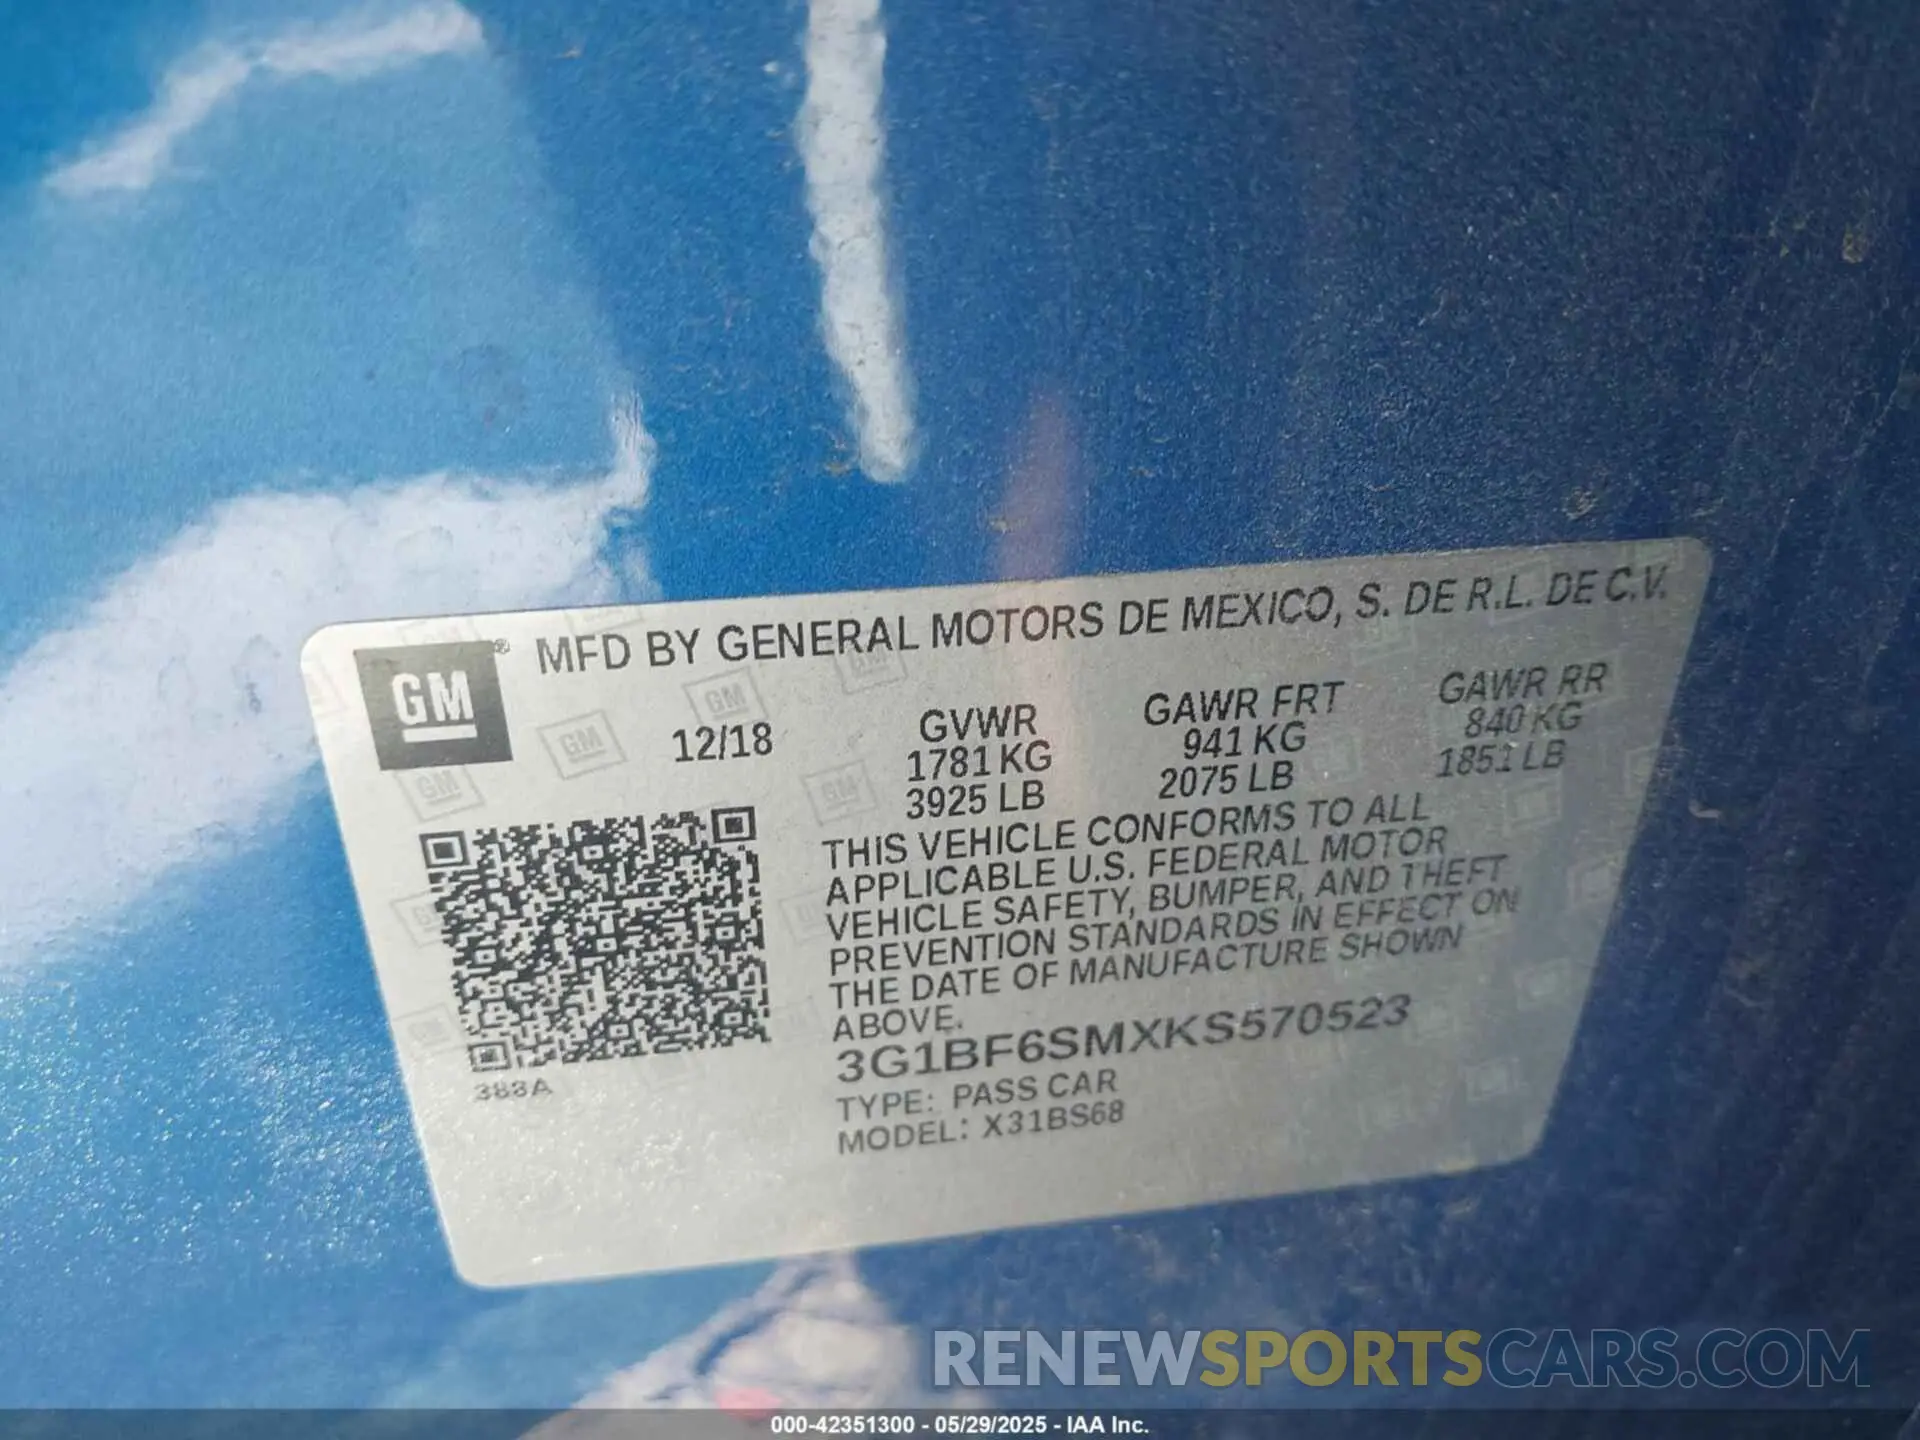 GM® MFD BY GENERAL MOTORS DE MEXICO, S. DE R.L. DE C.V.
12/18
GVWR
1781 KG
3925 LB
GAWR FRT
941 KG
2075 LB
GAWR RR
840 KG
1851 LB
THIS VEHICLE CONFORMS TO ALL
APPLICABLE U.S. FEDERAL MOTOR
VEHICLE SAFETY, BUMPER, AND THEFT
PREVENTION STANDARDS IN EFFECT ON
THE DATE OF MANUFACTURE SHOWN
ABOVE.
3G1BF6SMXKS570523
TYPE: PASS CAR
MODEL: X31BS68
388A
RENEWSPORTSCARS.COM
000-42351300 - 05/29/2025 - IAA Inc.